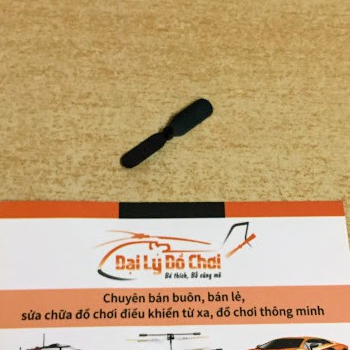 Đại Lý Đồ Chơi
Bé thích, Bố cũng mê
Chuyên bán buôn, bán lẻ,
sửa chữa đồ chơi điều khiển từ xa, đồ chơi thông minh